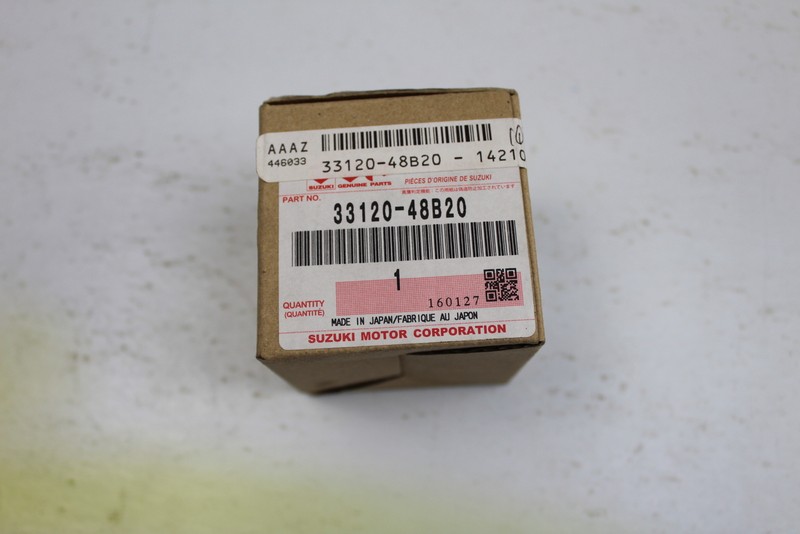 AAAZ
446033
33120-48B20 - 14210
SUZUKI GENUINE PARTS
PIÈCES D'ORIGINE DE SUZUKI
PART NO.
33120-48B20
1
160127
QUANTITY
(QUANTITÉ)
MADE IN JAPAN/FABRIQUE AU JAPON
SUZUKI MOTOR CORPORATION